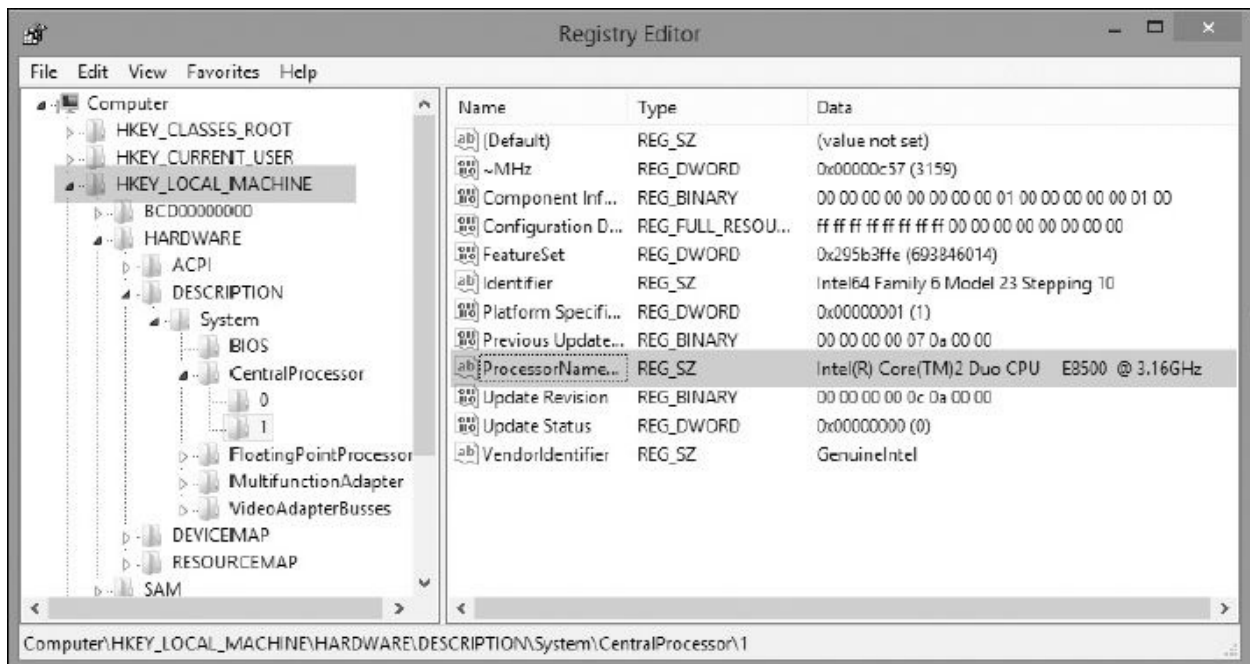 Registry Editor
File Edit View Favorites Help
Computer
HKEY_CLASSES_ROOT
HKEY_CURRENT_USER
HKEY_LOCAL_MACHINE
BCD00000000
HARDWARE
ACPI
DESCRIPTION
System
BIOS
CentralProcessor
0
1
FloatingPointProcessor
MultifunctionAdapter
VideoAdapterBusses
DEVICEMAP
RESOURCEMAP
SAM
Name Type Data
(Default) REG_SZ (value not set)
~MHz REG_DWORD 0x00000c57 (3159)
Component Inf... REG_BINARY 00 00 00 00 00 00 00 00 01 00 00 00 00 00 01 00
Configuration D... REG_FULL_RESOU... ff ff ff ff ff ff ff ff 00 00 00 00 00 00 00 00
FeatureSet REG_DWORD 0x295b3ffe (693846014)
Identifier REG_SZ Intel64 Family 6 Model 23 Stepping 10
Platform Specifi... REG_DWORD 0x00000001 (1)
Previous Update... REG_BINARY 00 00 00 00 07 0a 00 00
ProcessorName... REG_SZ Intel(R) Core(TM)2 Duo CPU E8500 @ 3.16GHz
Update Revision REG_BINARY 00 00 00 00 0c 0a 00 00
Update Status REG_DWORD 0x00000000 (0)
VendorIdentifier REG_SZ GenuineIntel
Computer\HKEY_LOCAL_MACHINE\HARDWARE\DESCRIPTION\System\CentralProcessor\1